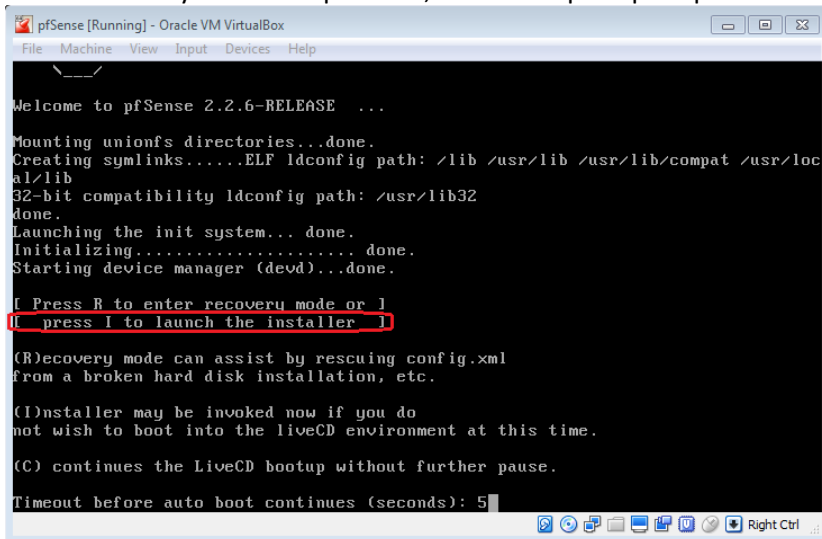 pfSense [Running] - Oracle VM VirtualBox
File Machine View Input Devices Help
\___/
Welcome to pfSense 2.2.6-RELEASE ...
Mounting unionfs directories...done.
Creating symlinks......ELF ldconfig path: /lib /usr/lib /usr/lib/compat /usr/loc
al/lib
32-bit compatibility ldconfig path: /usr/lib32
done.
Launching the init system... done.
Initializing...................... done.
Starting device manager (devd)...done.
[ Press R to enter recovery mode or ]
[  press I to launch the installer  ]
(R)ecovery mode can assist by rescuing config.xml
from a broken hard disk installation, etc.
(I)nstaller may be invoked now if you do
not wish to boot into the liveCD environment at this time.
(C) continues the LiveCD bootup without further pause.
Timeout before auto boot continues (seconds): 5
Right Ctrl